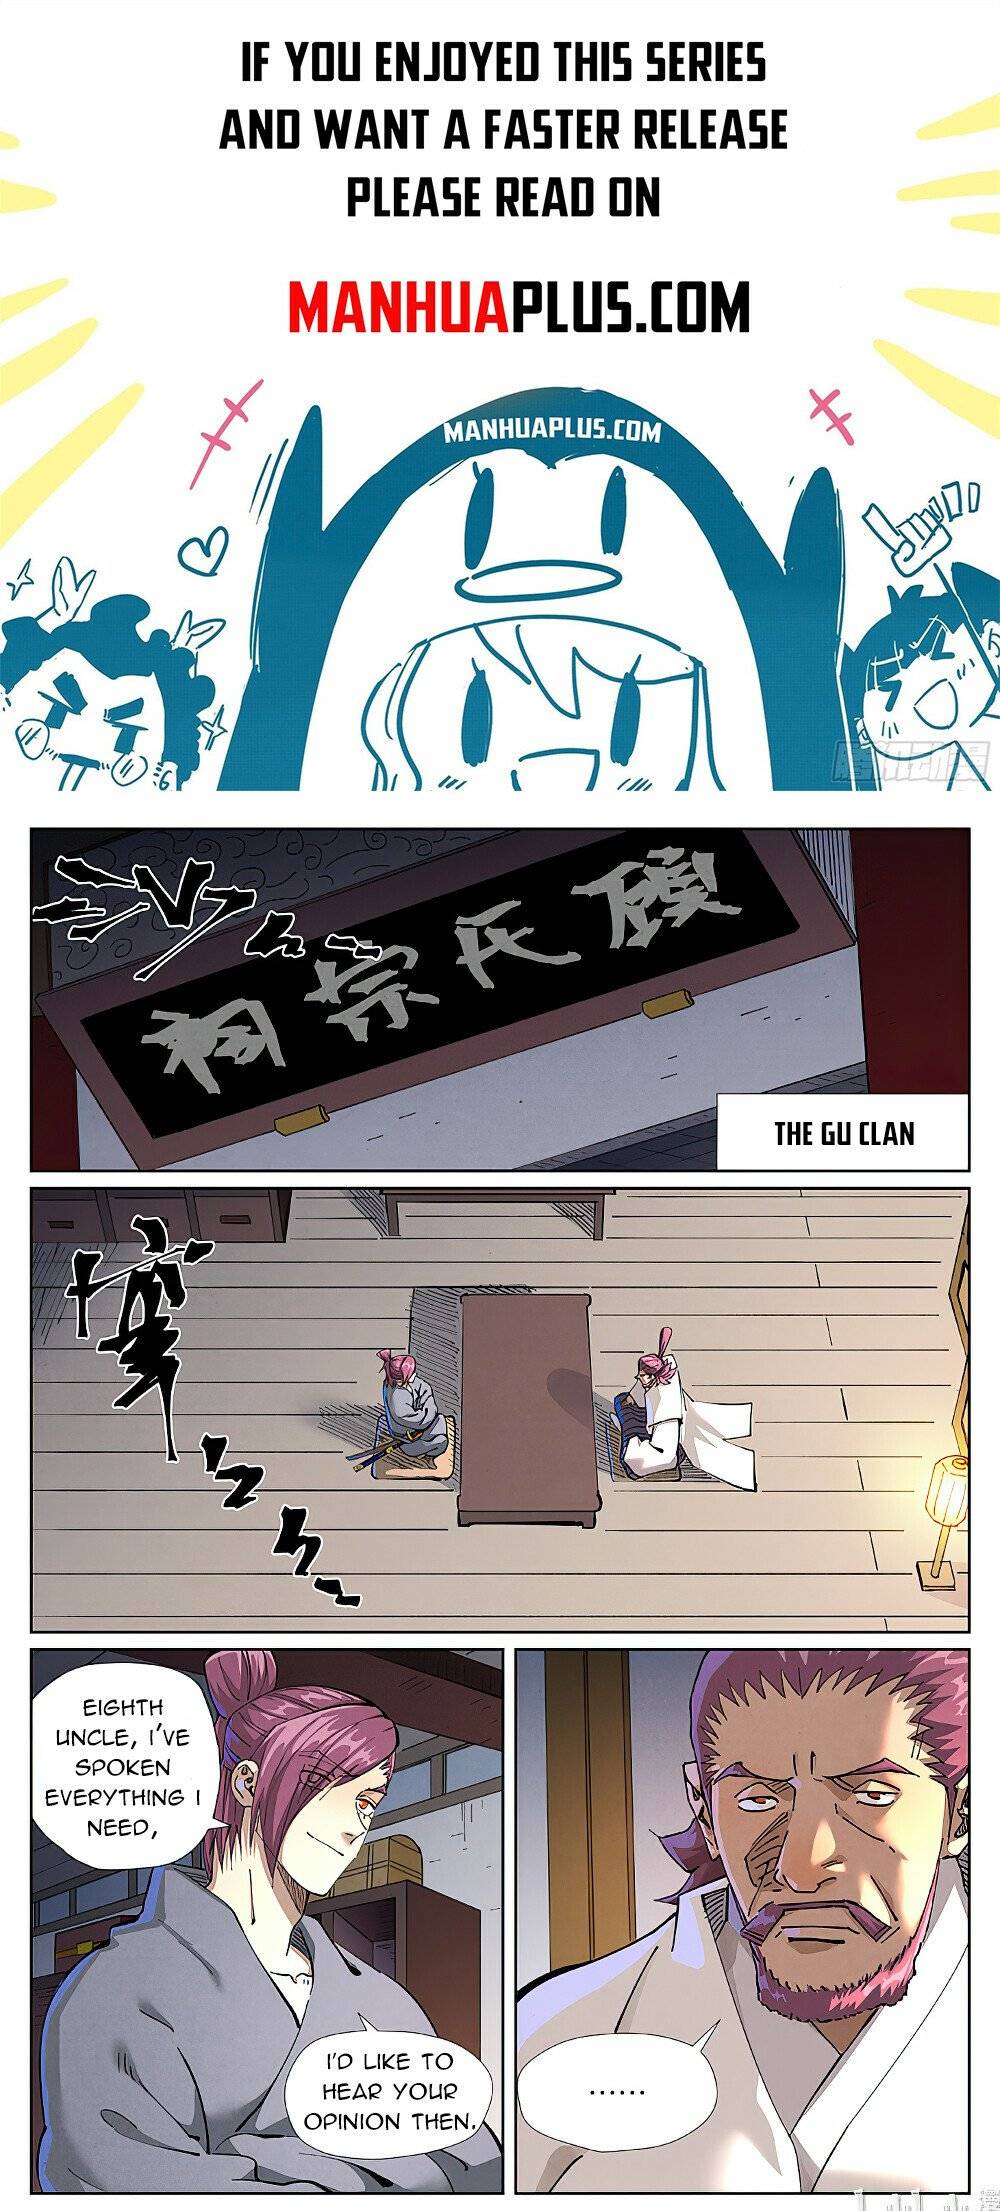 IF YOU ENJOYED THIS SERIES
AND WANT A FASTER RELEASE
PLEASE READ ON
MANHUAPLUS.COM
MANHUAPLUS.COM
顾氏宗祠
THE GU CLAN
EIGHTH
UNCLE, I'VE
SPOKEN
EVERYTHING I
NEED,
I'D LIKE TO
HEAR YOUR
OPINION THEN.
......